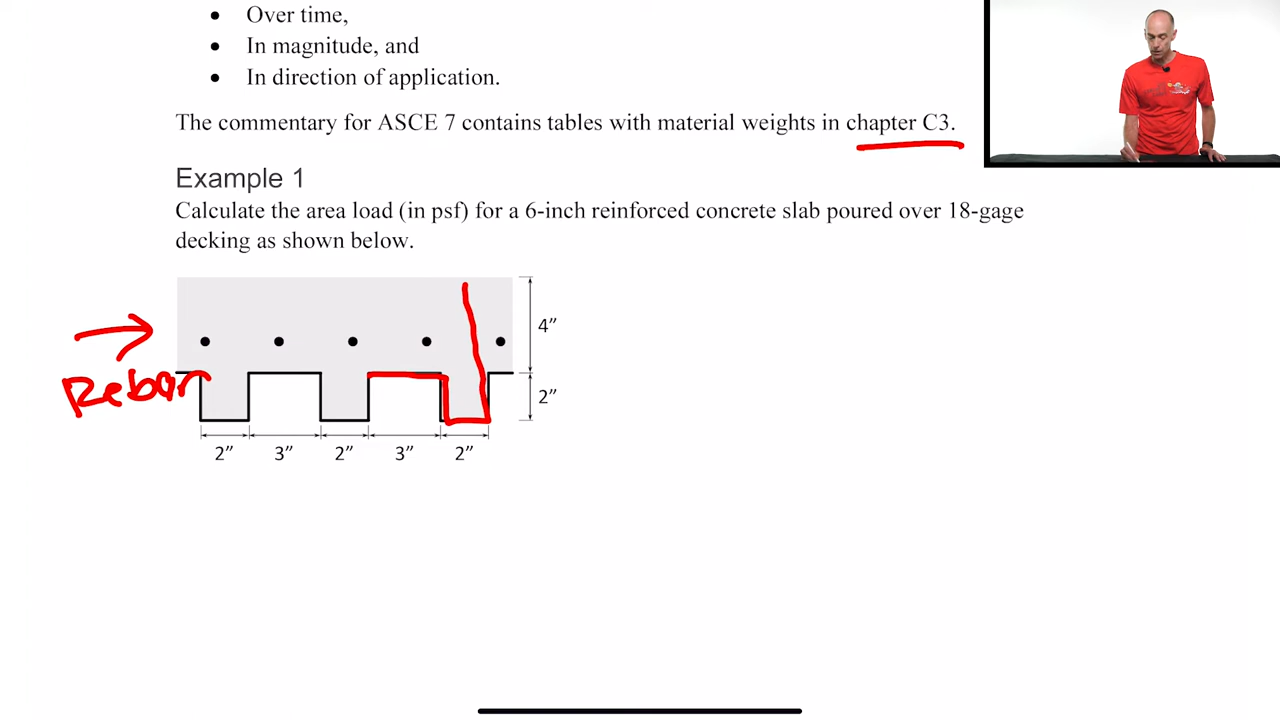 • Over time,
• In magnitude, and
• In direction of application.
The commentary for ASCE 7 contains tables with material weights in chapter C3.
Example 1
Calculate the area load (in psf) for a 6-inch reinforced concrete slab poured over 18-gage
decking as shown below.
4”
Rebar
2”
2” 3” 2” 3” 2”